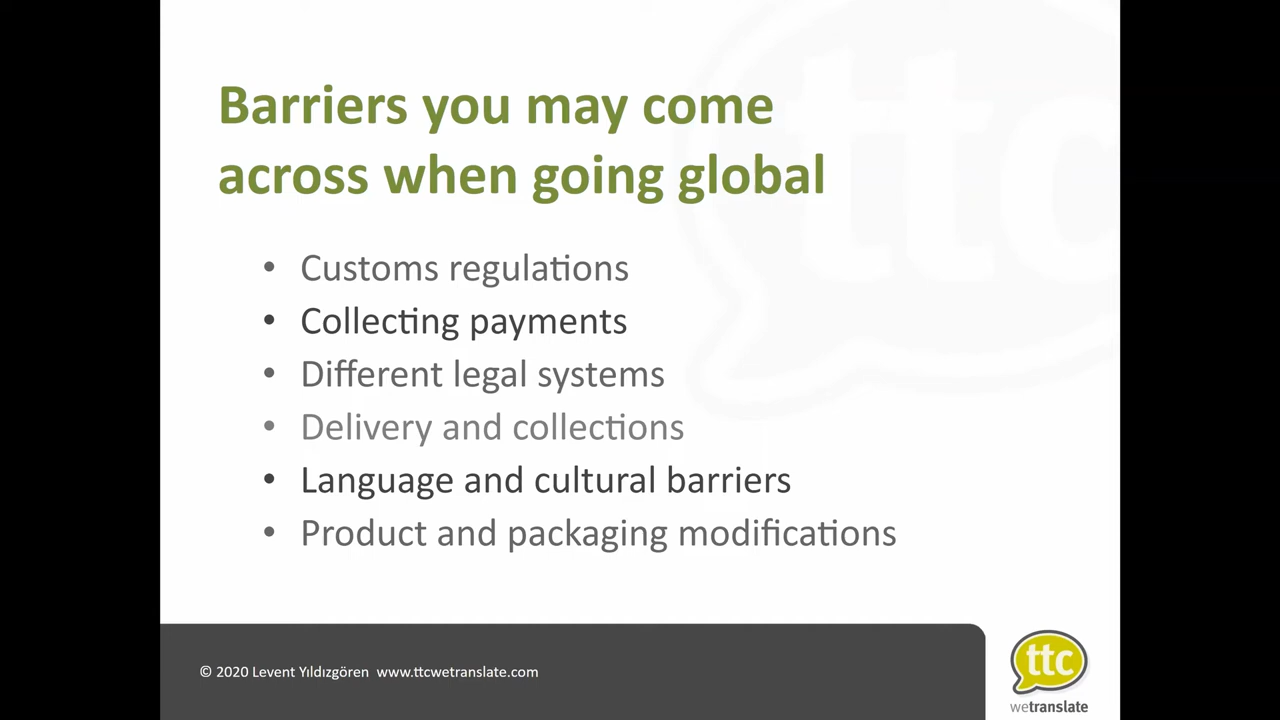 Barriers you may come
across when going global
• Customs regulations
• Collecting payments
• Different legal systems
• Delivery and collections
• Language and cultural barriers
• Product and packaging modifications
© 2020 Levent Yıldızgören www.ttcwetranslate.com
ttc
wetranslate
ttc